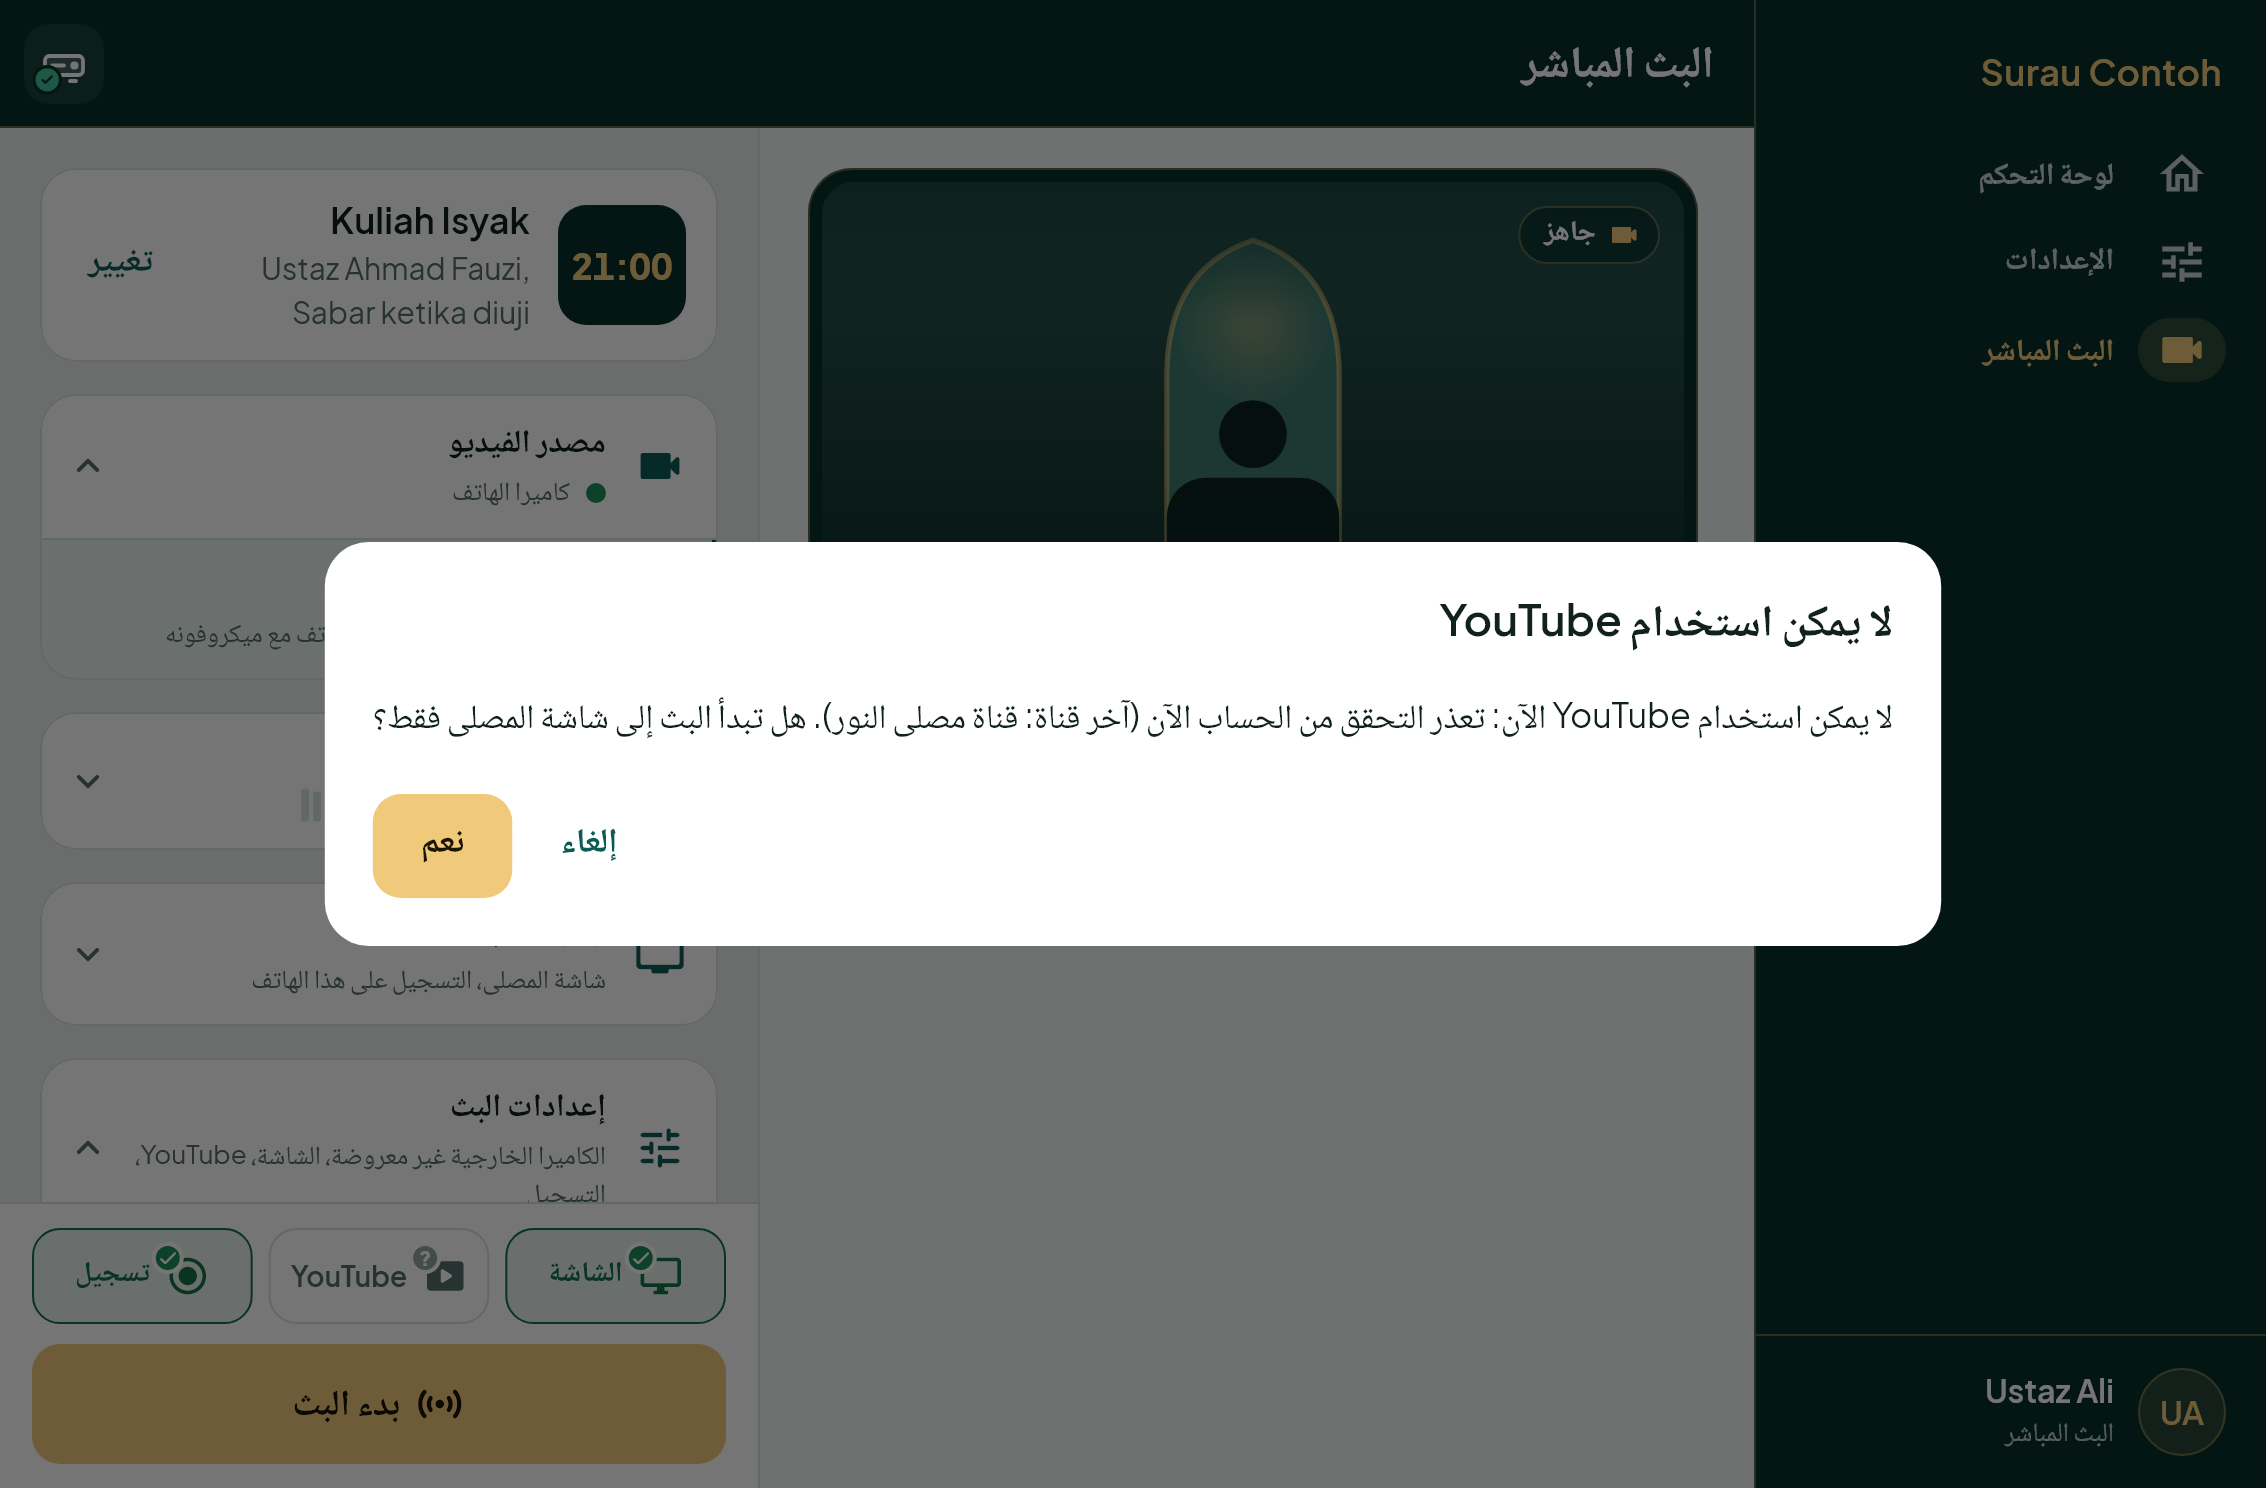 Surau Contoh
لوحة التحكم
الإعدادات
البث المباشر
Ustaz Ali
البث المباشر
UA
البث المباشر
جاهز
21:00
Kuliah Isyak
Ustaz Ahmad Fauzi,
Sabar ketika diuji
تغيير
مصدر الفيديو
كاميرا الهاتف
مع ميكروفونه
لا يمكن استخدام YouTube
لا يمكن استخدام YouTube الآن: تعذر التحقق من الحساب الآن (آخر قناة: قناة مصلى النور). هل تبدأ البث إلى شاشة المصلى فقط؟
إلغاء
نعم
شاشة المصلى، التسجيل على هذا الهاتف
إعدادات البث
الكاميرا الخارجية غير معروضة، الشاشة، YouTube،
التسجيل
الشاشة
YouTube
تسجيل
بدء البث